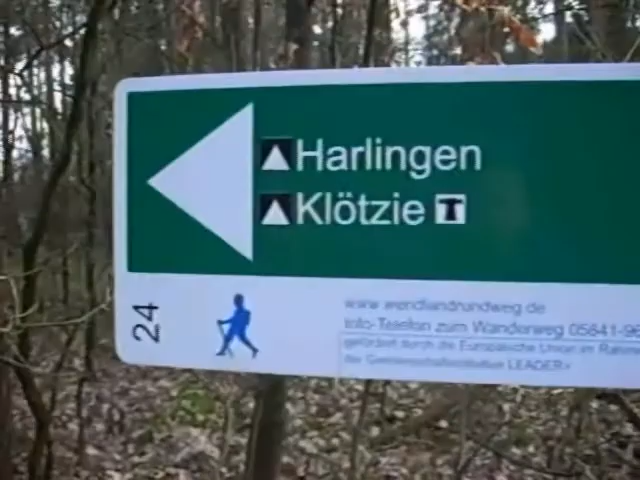 Harlingen
Klötzie T
24
www.wendlandrundweg.de
Info-Telefon zum Wanderweg 05841-96
gefördert durch die Europäische Union im Rahm
der Gemeinschaftsinitiative LEADER+